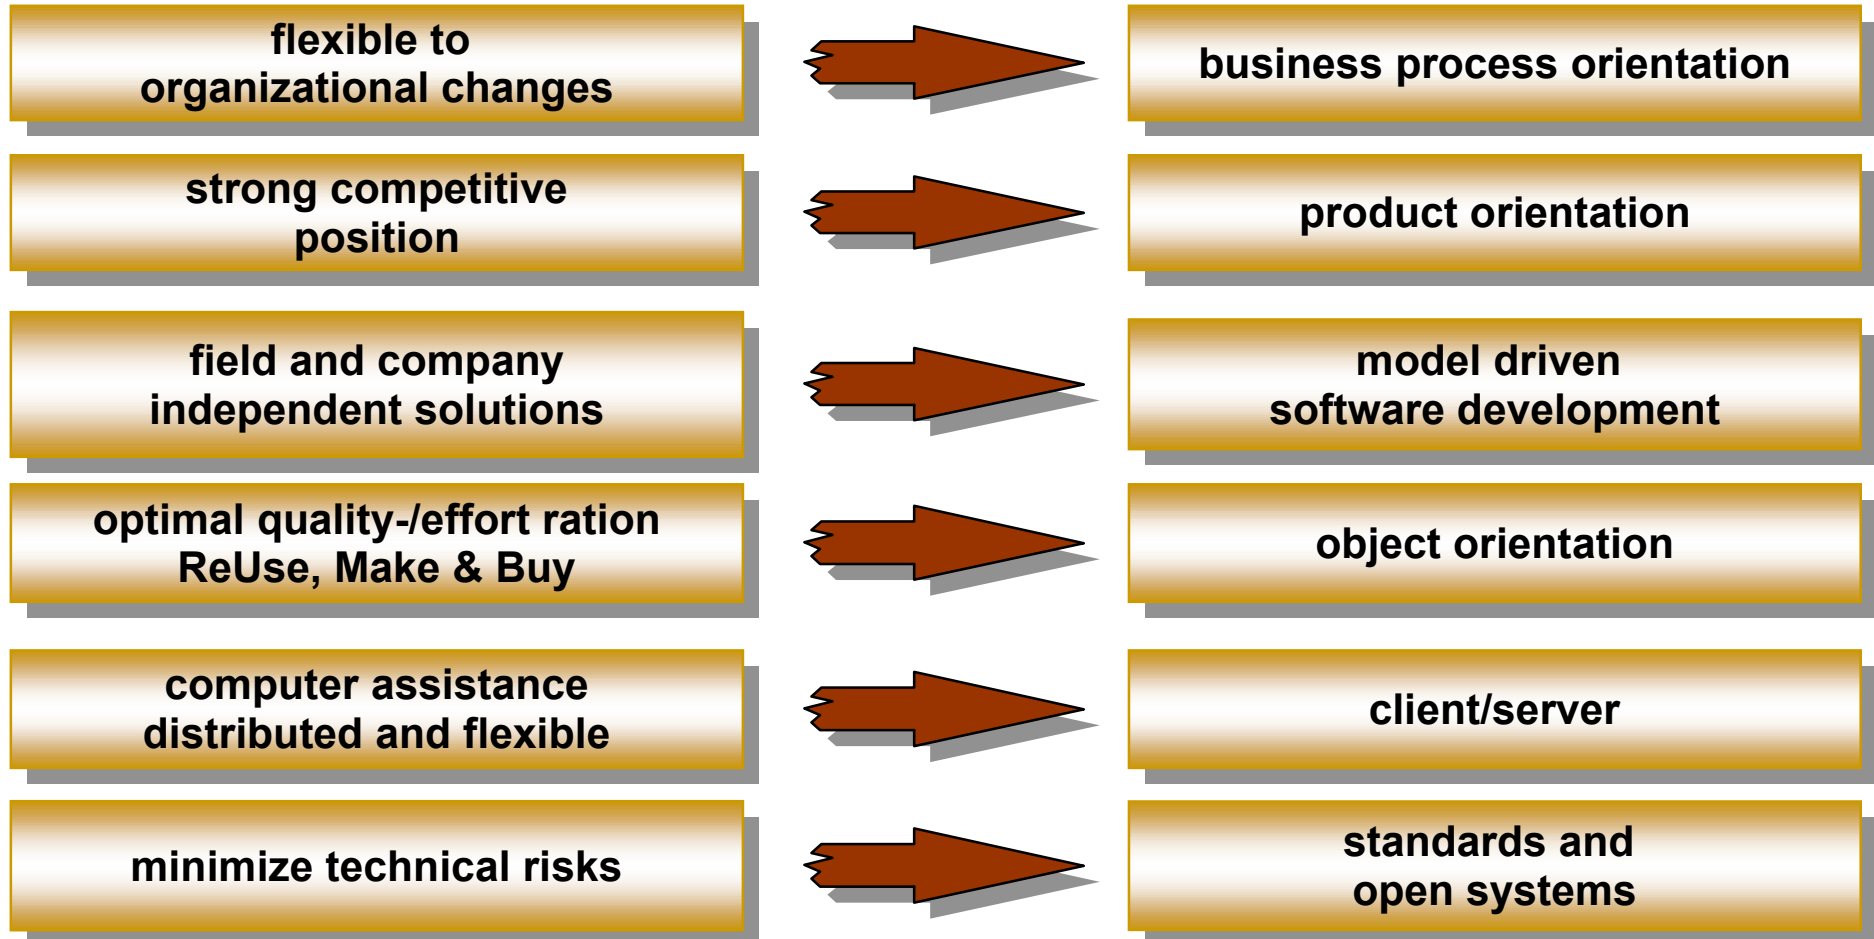 flexible to
organizational changes
business process orientation
strong competitive
position
product orientation
field and company
independent solutions
model driven
software development
optimal quality-/effort ration
ReUse, Make & Buy
object orientation
computer assistance
distributed and flexible
client/server
minimize technical risks
standards and
open systems